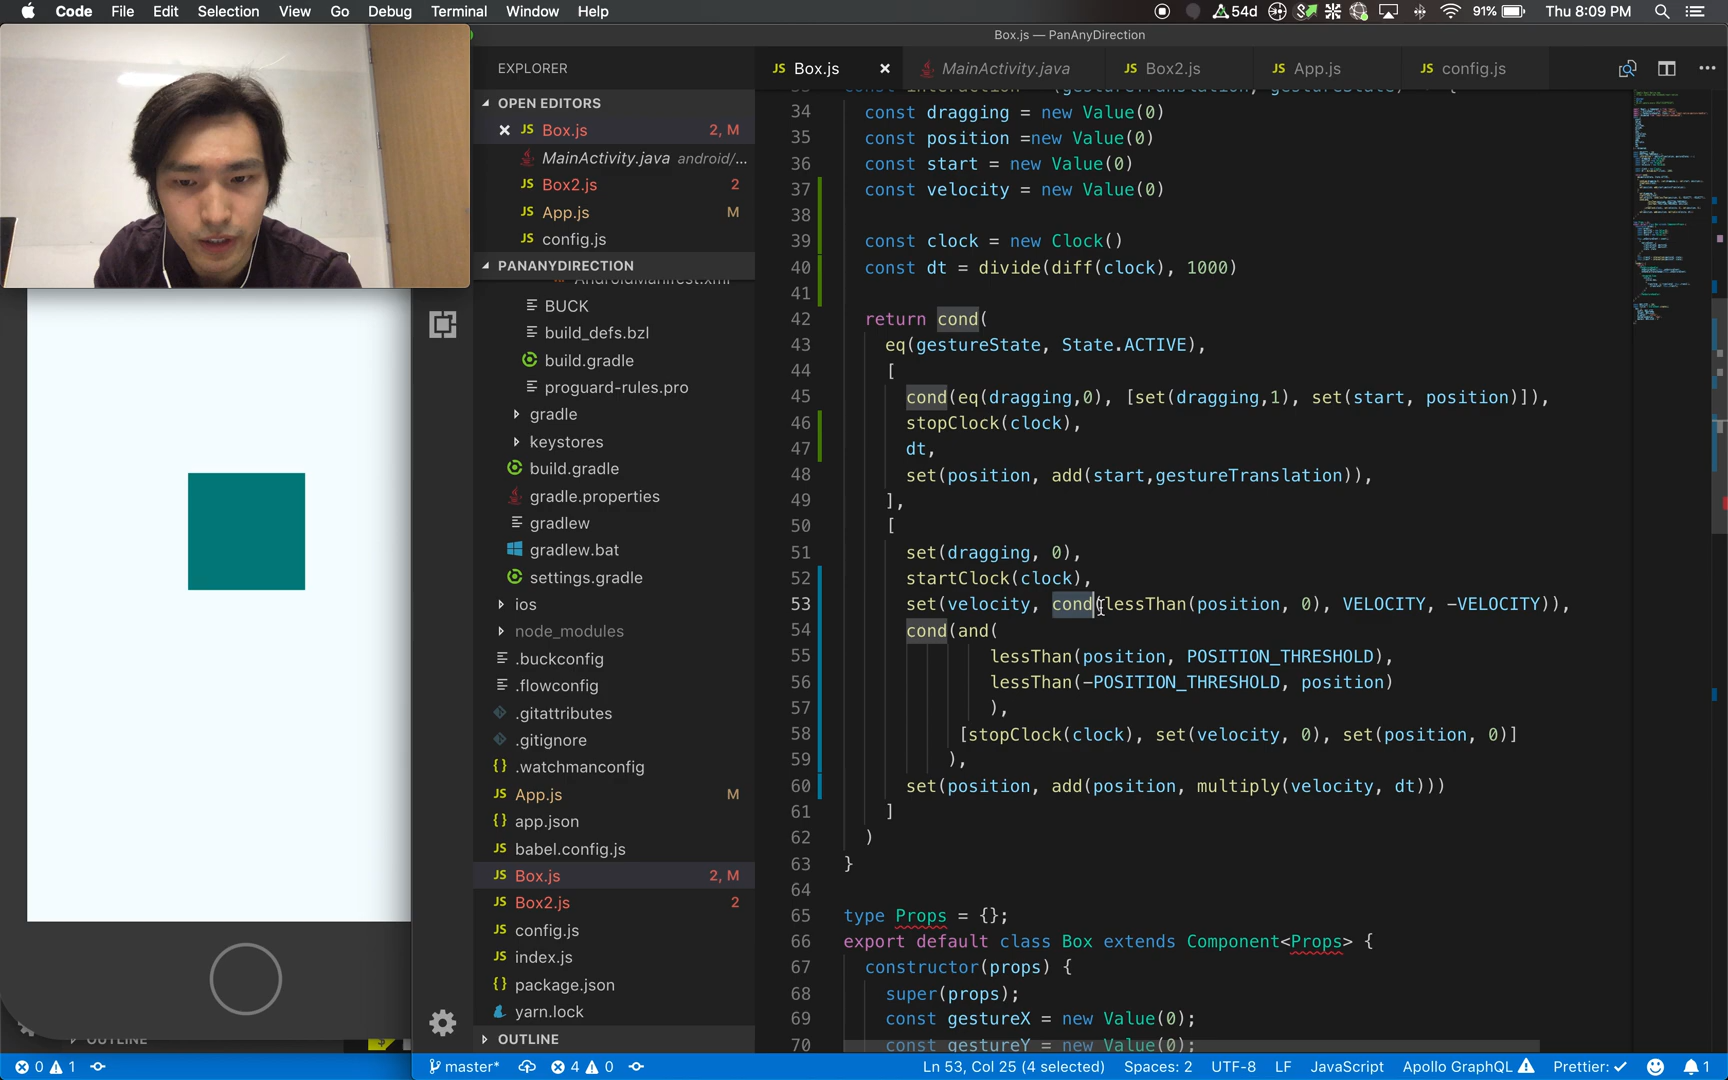 Code File Edit Selection View Go Debug Terminal Window Help
54d 91% Thu 8:09 PM
Box.js — PanAnyDirection
EXPLORER
OPEN EDITORS
Box.js 2, M
MainActivity.java android/...
Box2.js 2
App.js M
config.js
PANANYDIRECTION
AndroidManifest.xml
BUCK
build_defs.bzl
build.gradle
proguard-rules.pro
gradle
keystores
build.gradle
gradle.properties
gradlew
gradlew.bat
settings.gradle
ios
node_modules
.buckconfig
.flowconfig
.gitattributes
.gitignore
.watchmanconfig
App.js M
app.json
babel.config.js
Box.js 2, M
Box2.js 2
config.js
index.js
package.json
yarn.lock
OUTLINE
OUTLINE
JS Box.js JS MainActivity.java JS Box2.js JS App.js JS config.js
34 const dragging = new Value(0)
35 const position =new Value(0)
36 const start = new Value(0)
37 const velocity = new Value(0)
38
39 const clock = new Clock()
40 const dt = divide(diff(clock), 1000)
41
42 return cond(
43 eq(gestureState, State.ACTIVE),
44 [
45 cond(eq(dragging,0), [set(dragging,1), set(start, position)]),
46 stopClock(clock),
47 dt,
48 set(position, add(start,gestureTranslation)),
49 ],
50 [
51 set(dragging, 0),
52 startClock(clock),
53 set(velocity, cond(lessThan(position, 0), VELOCITY, -VELOCITY)),
54 cond(and(
55 lessThan(position, POSITION_THRESHOLD),
56 lessThan(-POSITION_THRESHOLD, position)
57 ),
58 [stopClock(clock), set(velocity, 0), set(position, 0)]
59 ),
60 set(position, add(position, multiply(velocity, dt)))
61 ]
62 )
63 }
64
65 type Props = {};
66 export default class Box extends Component<Props> {
67 constructor(props) {
68 super(props);
69 const gestureX = new Value(0);
70 const gestureY = new Value(0);
0 1 master* 4 0 Ln 53, Col 25 (4 selected) Spaces: 2 UTF-8 LF JavaScript Apollo GraphQL Prettier: 1